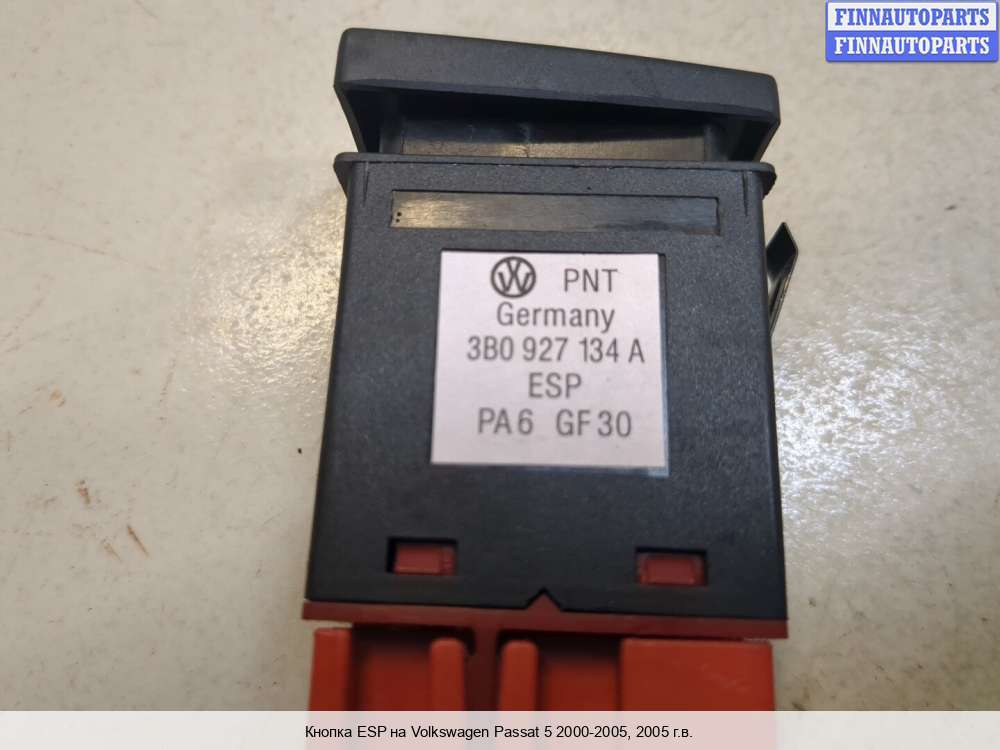 FINNAUTOPARTS
FINNAUTOPARTS
PNT
Germany
3B0 927 134 A
ESP
PA6 GF30
Кнопка ESP на Volkswagen Passat 5 2000-2005, 2005 г.в.